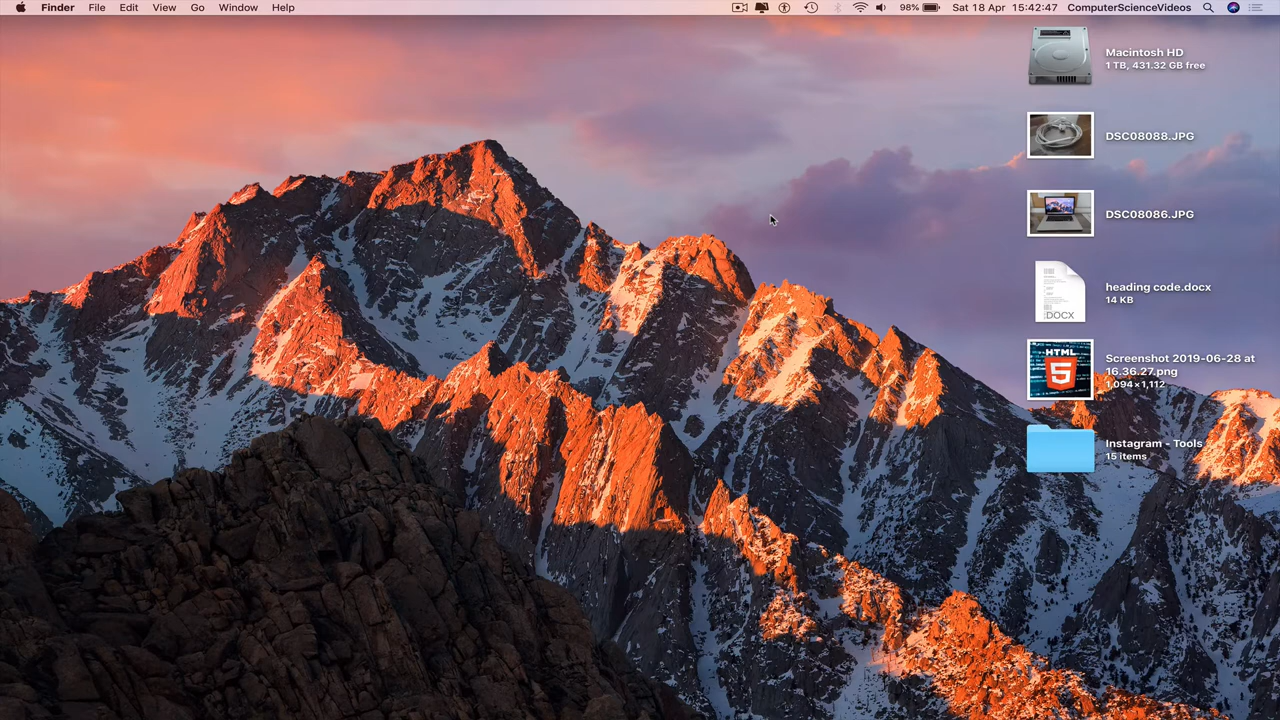 Finder File Edit View Go Window Help 98% Sat 18 Apr 15:42:47 ComputerScienceVideos
Macintosh HD
1 TB, 431.32 GB free
DSC08088.JPG
DSC08086.JPG
DOCX
heading code.docx
14 KB
HTML
5
Screenshot 2019-06-28 at
16.36.27.png
1,094×1,112
Instagram - Tools
15 items